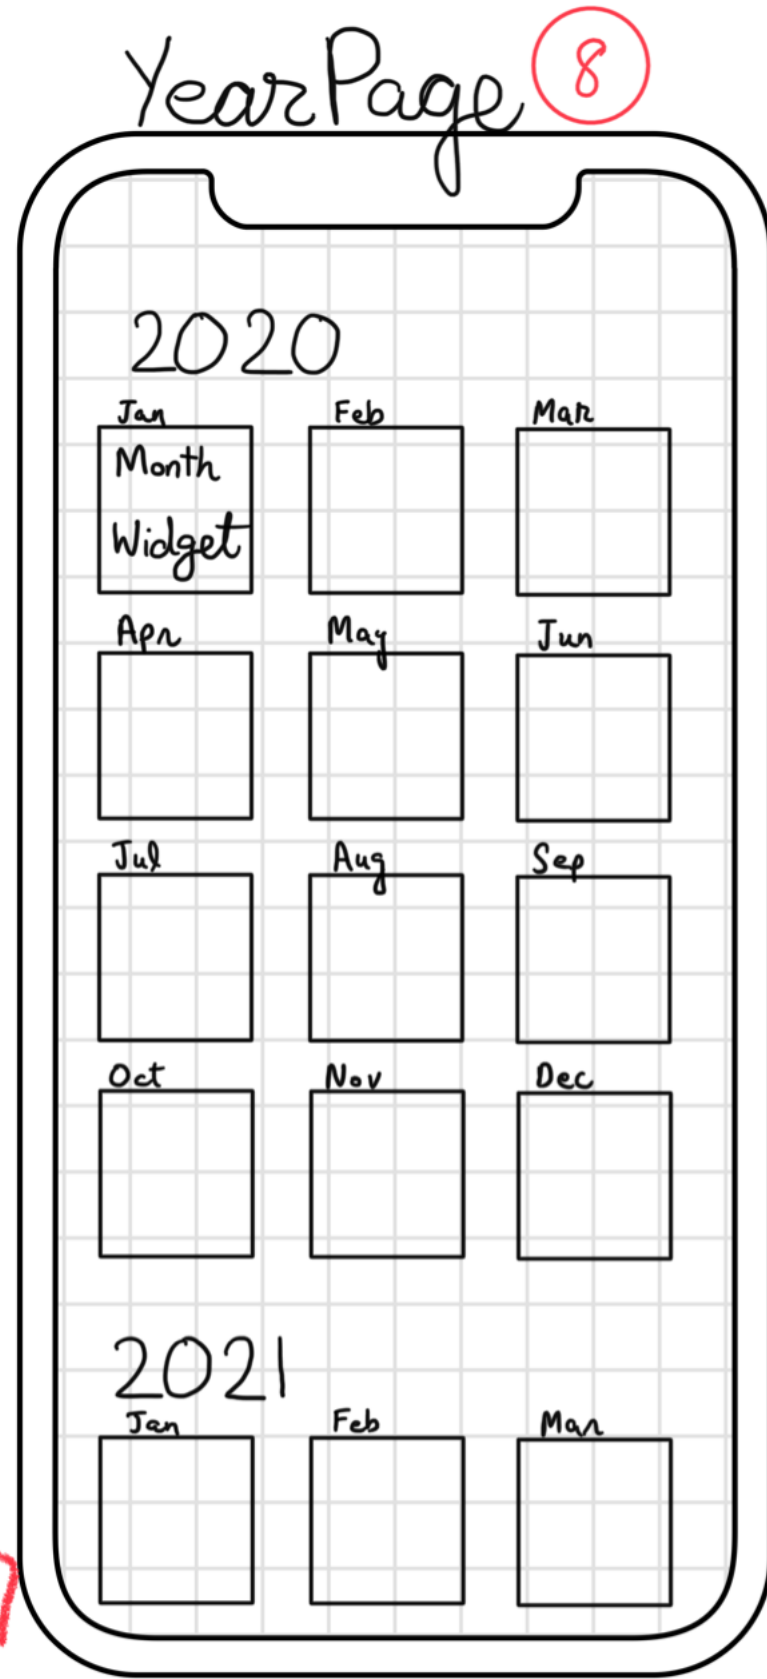 YearPage 8
2020
Jan Feb Mar
Month
Widget
Apr May Jun
Jul Aug Sep
Oct Nov Dec
2021
Jan Feb Mar